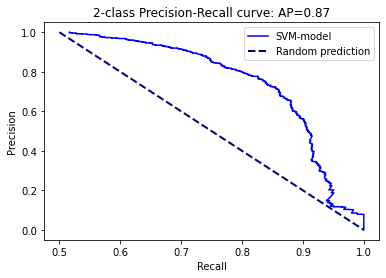 2-class Precision-Recall curve: AP=0.87
SVM-model
Random prediction
Precision
1.0
0.8
0.6
0.4
0.2
0.0
0.5 0.6 0.7 0.8 0.9 1.0
Recall